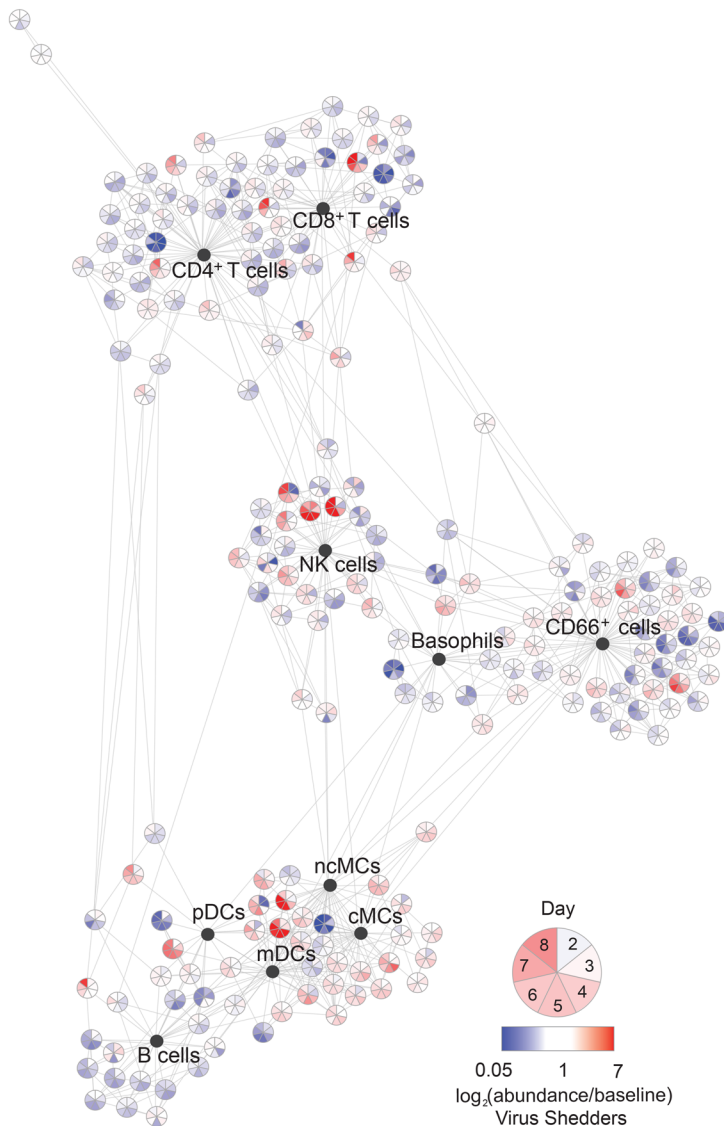 CD8⁺ T cells
CD4⁺ T cells
NK cells
Basophils
CD66⁺ cells
ncMCs
pDCs
cMCs
mDCs
B cells
Day
8 2
7 3
6 5 4
0.05 1 7
log₂(abundance/baseline)
Virus Shedders